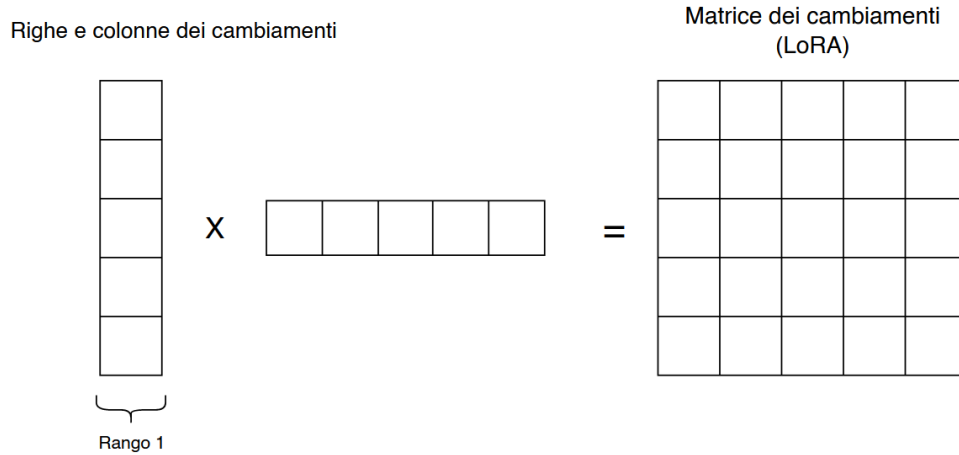 Righe e colonne dei cambiamenti
Matrice dei cambiamenti
(LoRA)
x
=
Rango 1